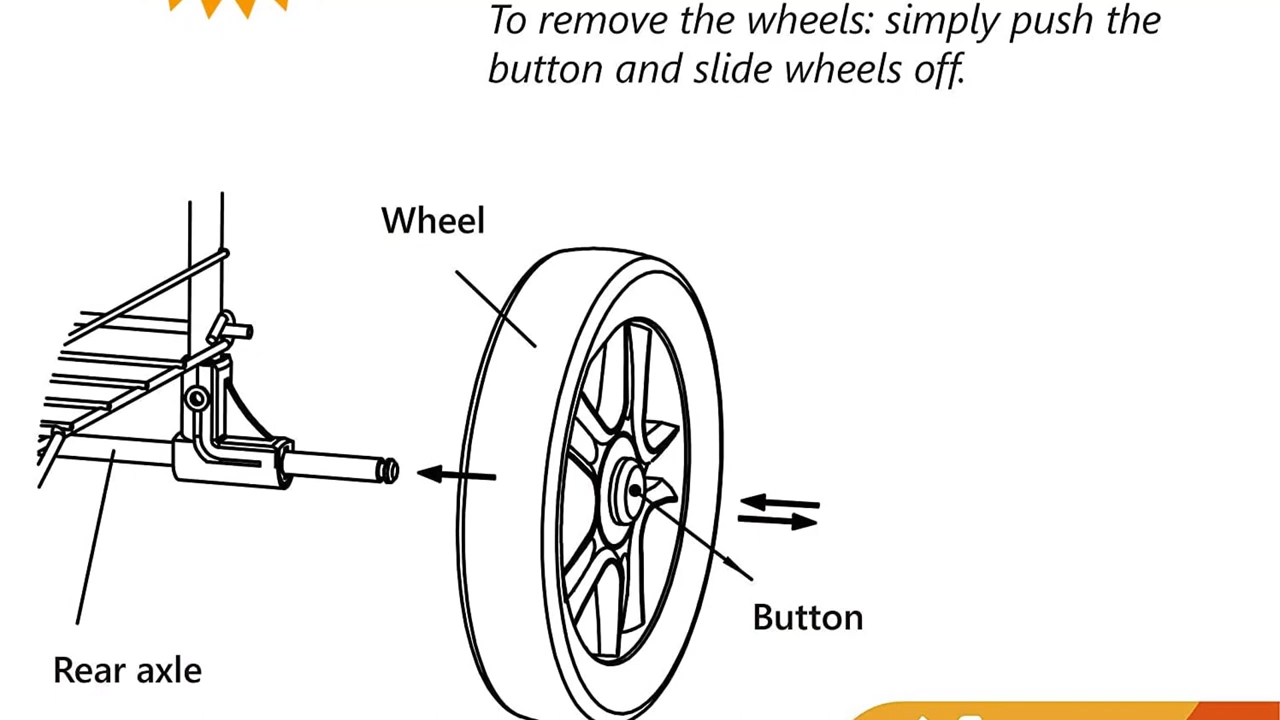 To remove the wheels: simply push the
button and slide wheels off.
Wheel
Button
Rear axle